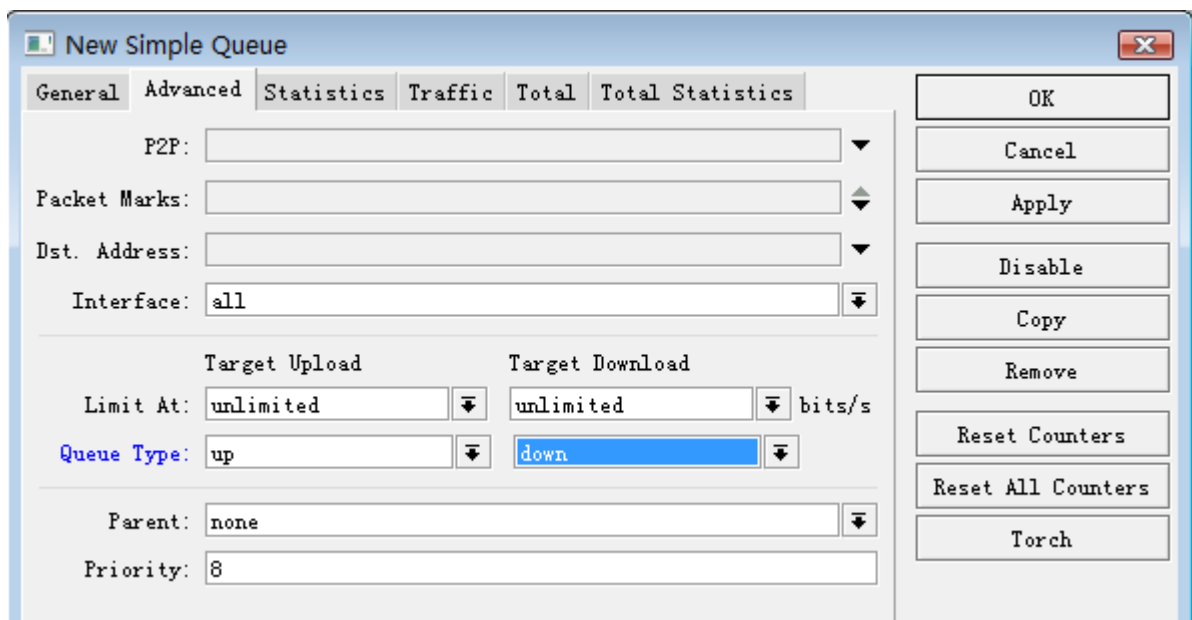 New Simple Queue
General Advanced Statistics Traffic Total Total Statistics
OK
P2P:
Cancel
Packet Marks:
Apply
Dst. Address:
Disable
Interface: all
Copy
Target Upload Target Download
Remove
Limit At: unlimited unlimited bits/s
Reset Counters
Queue Type: up down
Reset All Counters
Parent: none
Torch
Priority: 8